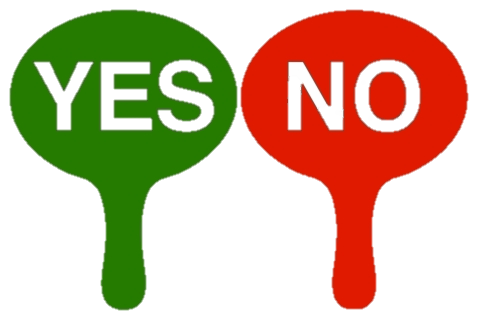 YES NO